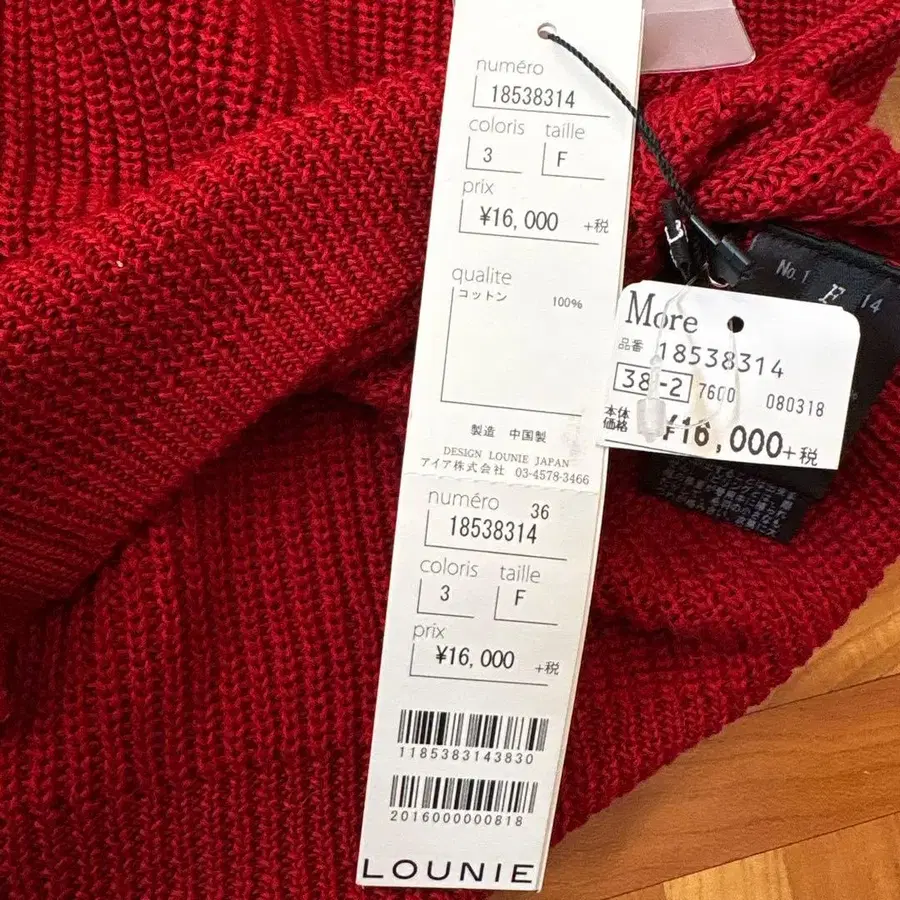 numéro
18538314
coloris taille
3 F
prix
¥16,000 +税
qualite
コットン 100%
製造 中国製
DESIGN LOUNIE JAPAN
アイア株式会社 03-4578-3466
numéro 36
18538314
coloris taille
3 F
prix
¥16,000 +税
1185383143830
2016000000818
LOUNIE
No.1
F 14
More
品番 18538314
38-2 7600 080318
本体
価格 ¥16,000+税